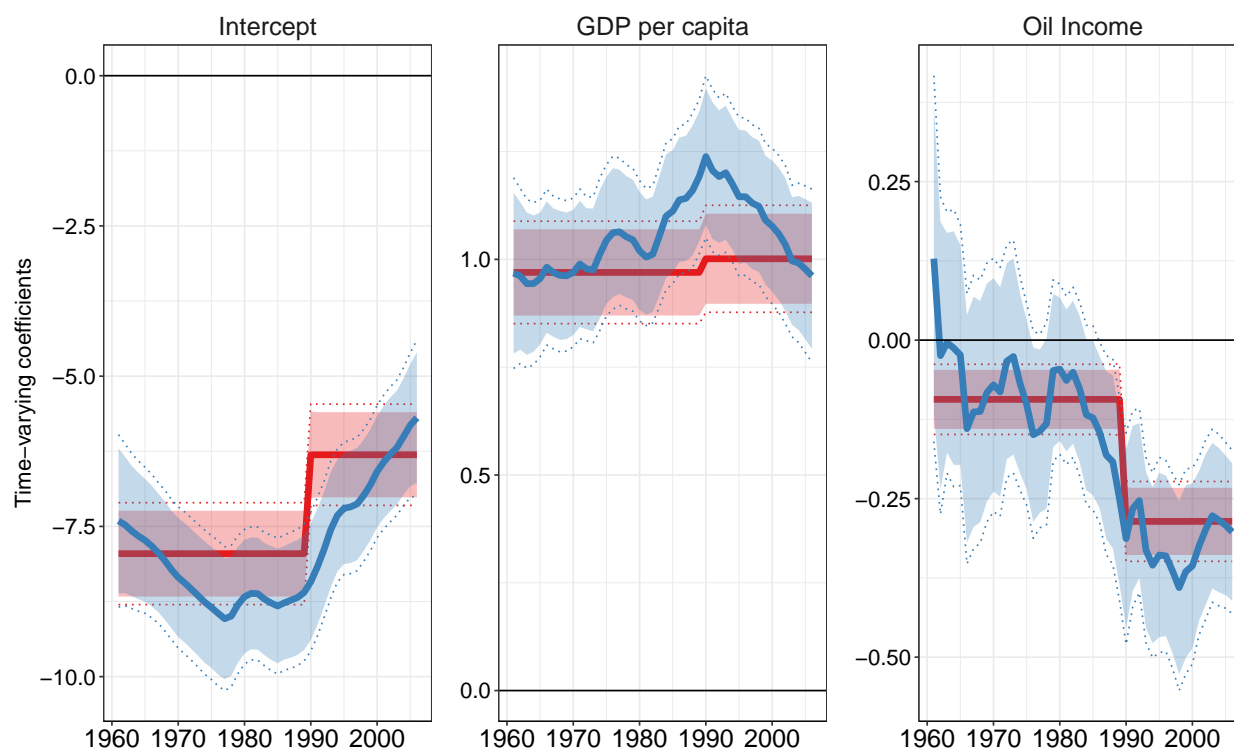 Intercept
GDP per capita
Oil Income
Time−varying coefficients
0.0
−2.5
−5.0
−7.5
−10.0
1960 1970 1980 1990 2000
1.0
0.5
0.0
1960 1970 1980 1990 2000
0.25
0.00
−0.25
−0.50
1960 1970 1980 1990 2000